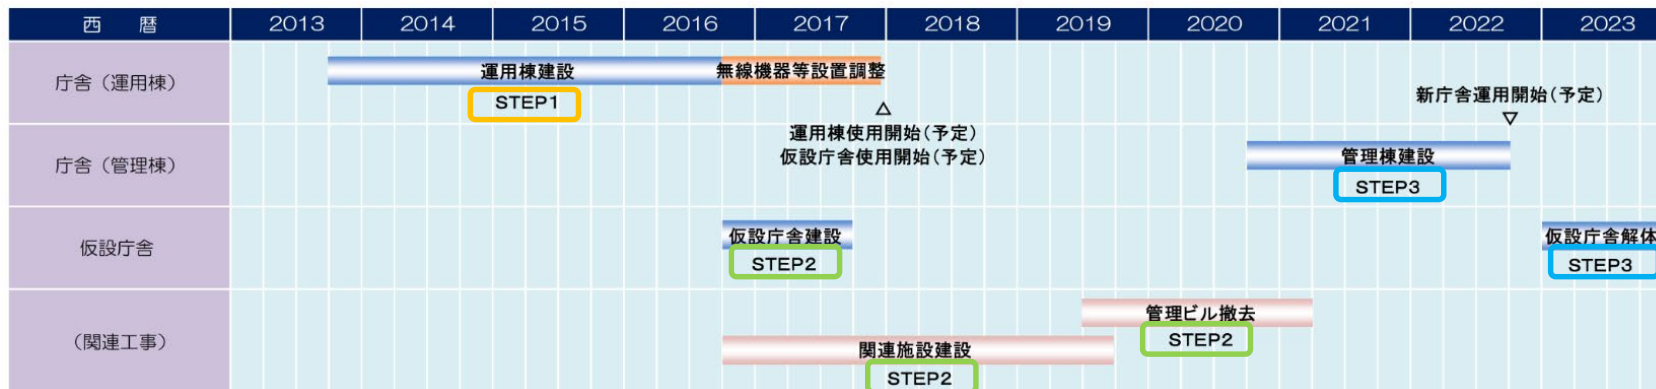 西　暦 2013 2014 2015 2016 2017 2018 2019 2020 2021 2022 2023
庁舎（運用棟）
運用棟建設
無線機器等設置調整
STEP1
△
運用棟使用開始（予定）
仮設庁舎使用開始（予定）
新庁舎運用開始（予定）
▽
庁舎（管理棟）
管理棟建設
STEP3
仮設庁舎
仮設庁舎建設
STEP2
仮設庁舎解体
STEP3
（関連工事）
管理ビル撤去
STEP2
関連施設建設
STEP2